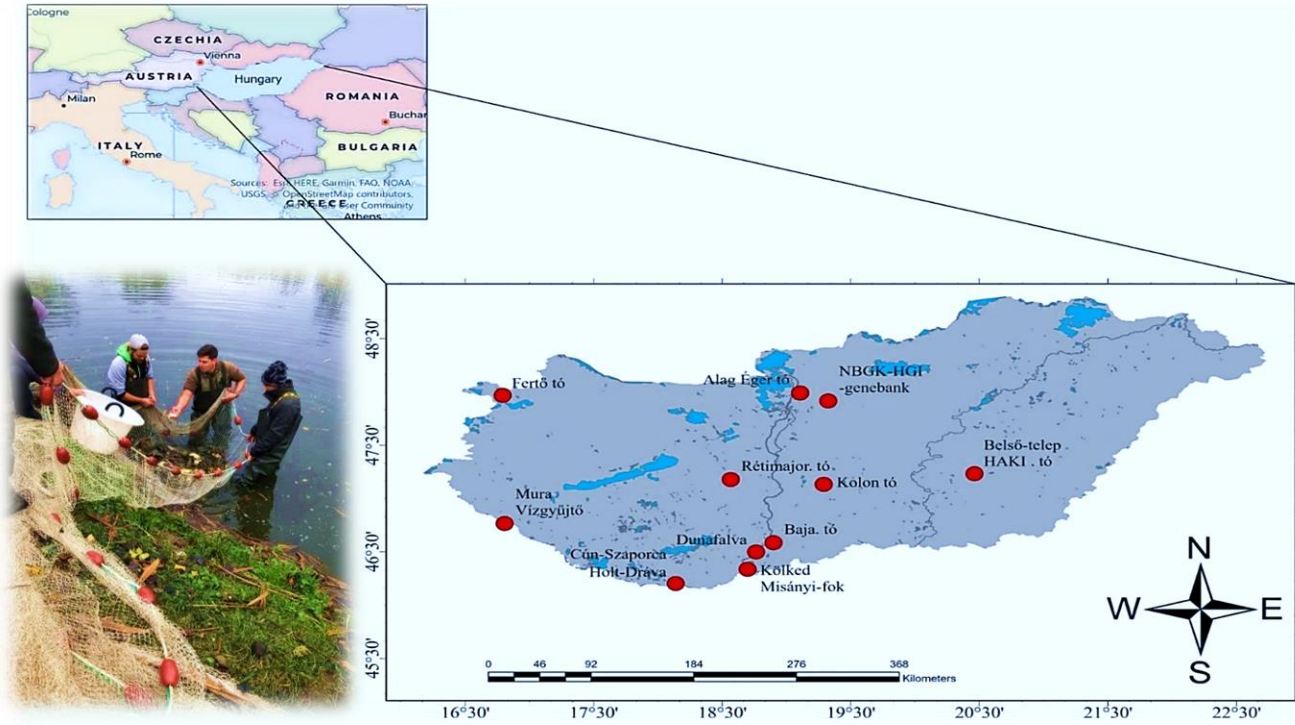 Cologne
CZECHIA
Vienna
AUSTRIA
Hungary
Milan
ROMANIA
Buchar
ITALY
Rome
BULGARIA
Sources: Esri, HERE, Garmin, FAO, NOAA,
USGS, © OpenStreetMap contributors,
User Community
GREECE
Athens
48°30'
47°30'
46°30'
45°30'
Fertő tó
Alag Éger tó
NBGK-HGI
-genebank
Belső-telep
HAKI . tó
Rétimajor. tó
Kolon tó
Mura
Vízgyűjtő
Baja. tó
Dunafalva
Cún-Szaporca
Holt-Dráva
Kölked
Misányi-fok
N
W
E
S
0 46 92 184 276 368
Kilometers
16°30' 17°30' 18°30' 19°30' 20°30' 21°30' 22°30'